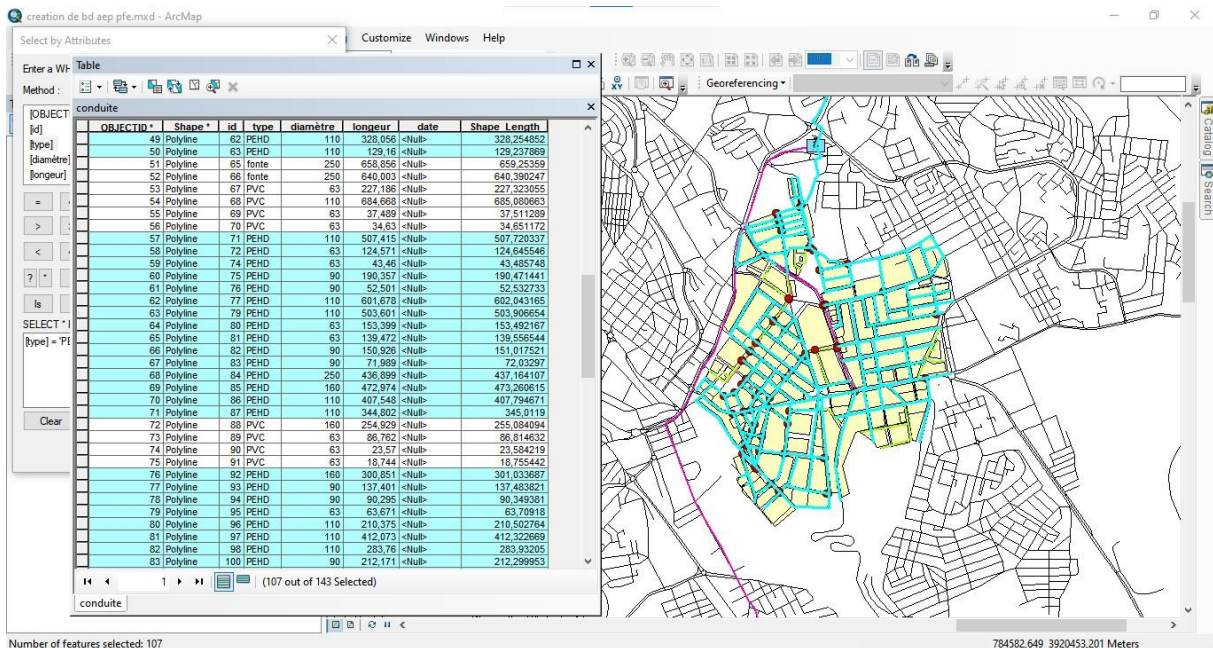 creation de bd aep pfe.mxd - ArcMap
Select by Attributes
Customize Windows Help
Enter a WH
Table
Method :
Georeferencing
conduite
[OBJECTI
[id]
[type]
[diamètre]
[longeur]
OBJECTID * Shape * id type diamètre longeur date Shape_Length
49 Polyline 62 PEHD 110 328,056 <Null> 328,254852
50 Polyline 63 PEHD 110 129,16 <Null> 129,237869
51 Polyline 65 fonte 250 658,856 <Null> 659,25359
52 Polyline 66 fonte 250 640,003 <Null> 640,390247
53 Polyline 67 PVC 63 227,186 <Null> 227,323055
54 Polyline 68 PVC 110 684,668 <Null> 685,080663
55 Polyline 69 PVC 63 37,489 <Null> 37,511289
56 Polyline 70 PVC 63 34,63 <Null> 34,651172
57 Polyline 71 PEHD 110 507,415 <Null> 507,720337
58 Polyline 72 PEHD 63 124,571 <Null> 124,645546
59 Polyline 74 PEHD 63 43,46 <Null> 43,485748
60 Polyline 75 PEHD 90 190,357 <Null> 190,471441
61 Polyline 76 PEHD 90 52,501 <Null> 52,532733
62 Polyline 77 PEHD 110 601,678 <Null> 602,043165
63 Polyline 79 PEHD 110 503,601 <Null> 503,906654
64 Polyline 80 PEHD 63 153,399 <Null> 153,492167
65 Polyline 81 PEHD 63 139,472 <Null> 139,556544
66 Polyline 82 PEHD 90 150,926 <Null> 151,017521
67 Polyline 83 PEHD 90 71,989 <Null> 72,03297
68 Polyline 84 PEHD 250 436,899 <Null> 437,164107
69 Polyline 85 PEHD 160 472,974 <Null> 473,260615
70 Polyline 86 PEHD 110 407,548 <Null> 407,794671
71 Polyline 87 PEHD 110 344,802 <Null> 345,0119
72 Polyline 88 PVC 160 254,929 <Null> 255,084094
73 Polyline 89 PVC 63 86,762 <Null> 86,814632
74 Polyline 90 PVC 63 23,57 <Null> 23,584219
75 Polyline 91 PVC 63 18,744 <Null> 18,755442
76 Polyline 92 PEHD 160 300,851 <Null> 301,033687
77 Polyline 93 PEHD 90 137,401 <Null> 137,483821
78 Polyline 94 PEHD 90 90,295 <Null> 90,349381
79 Polyline 95 PEHD 63 63,671 <Null> 63,70918
80 Polyline 96 PEHD 110 210,375 <Null> 210,502764
81 Polyline 97 PEHD 110 412,073 <Null> 412,322669
82 Polyline 98 PEHD 110 283,76 <Null> 283,93205
83 Polyline 100 PEHD 90 212,171 <Null> 212,299953
=
>
<
? *
Is
SELECT *
[type] = 'PE
Clear
1
(107 out of 143 Selected)
conduite
Catalog
Search
Number of features selected: 107
784582,649 3920453,201 Meters